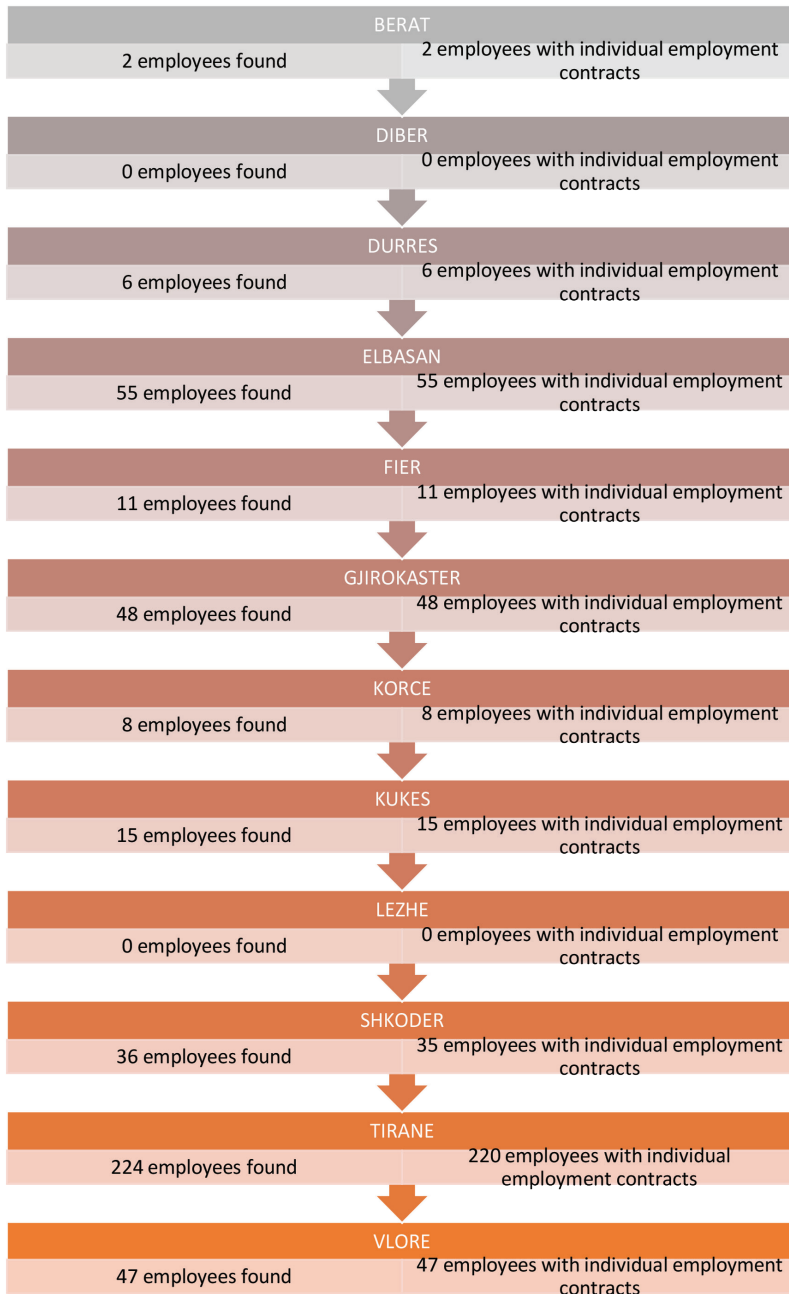 BERAT
2 employees found
2 employees with individual employment
contracts
DIBER
0 employees found
0 employees with individual employment
contracts
DURRES
6 employees found
6 employees with individual employment
contracts
ELBASAN
55 employees found
55 employees with individual employment
contracts
FIER
11 employees found
11 employees with individual employment
contracts
GJIROKASTER
48 employees found
48 employees with individual employment
contracts
KORCE
8 employees found
8 employees with individual employment
contracts
KUKES
15 employees found
15 employees with individual employment
contracts
LEZHE
0 employees found
0 employees with individual employment
contracts
SHKODER
36 employees found
35 employees with individual employment
contracts
TIRANE
224 employees found
220 employees with individual
employment contracts
VLORE
47 employees found
47 employees with individual employment
contracts